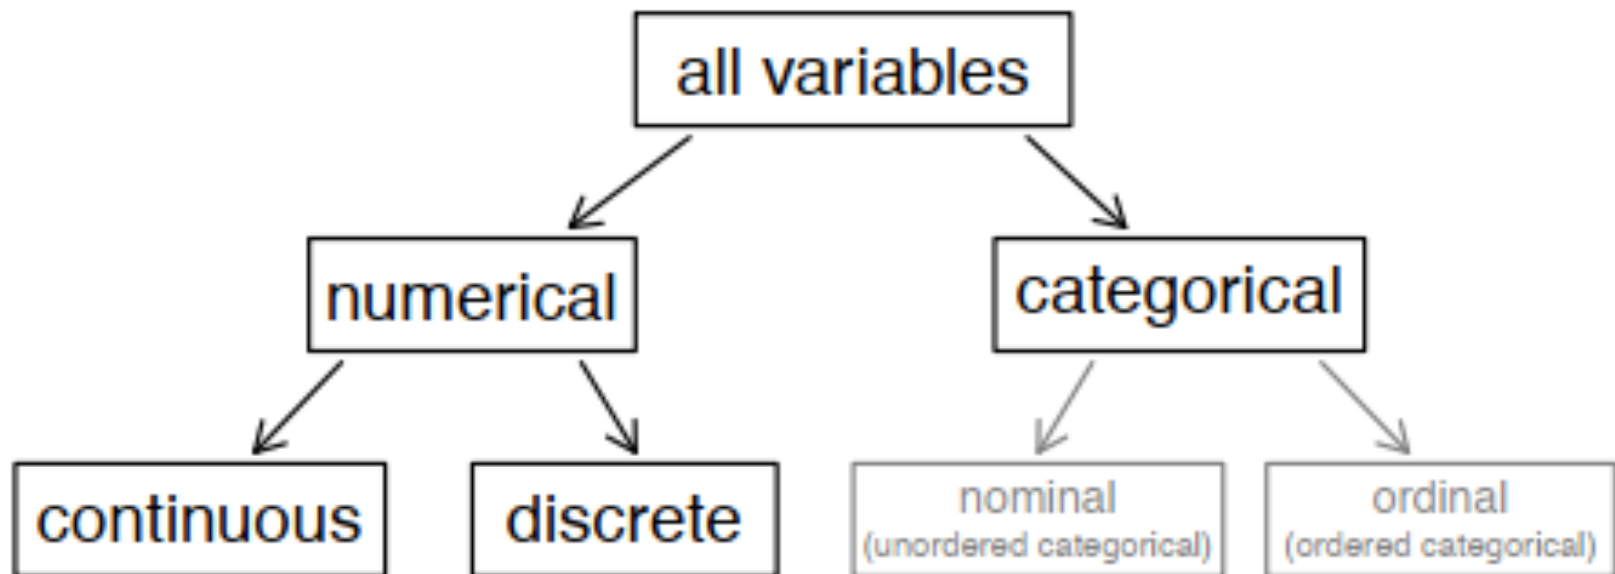 all variables
numerical
categorical
continuous
discrete
nominal
(unordered categorical)
ordinal
(ordered categorical)